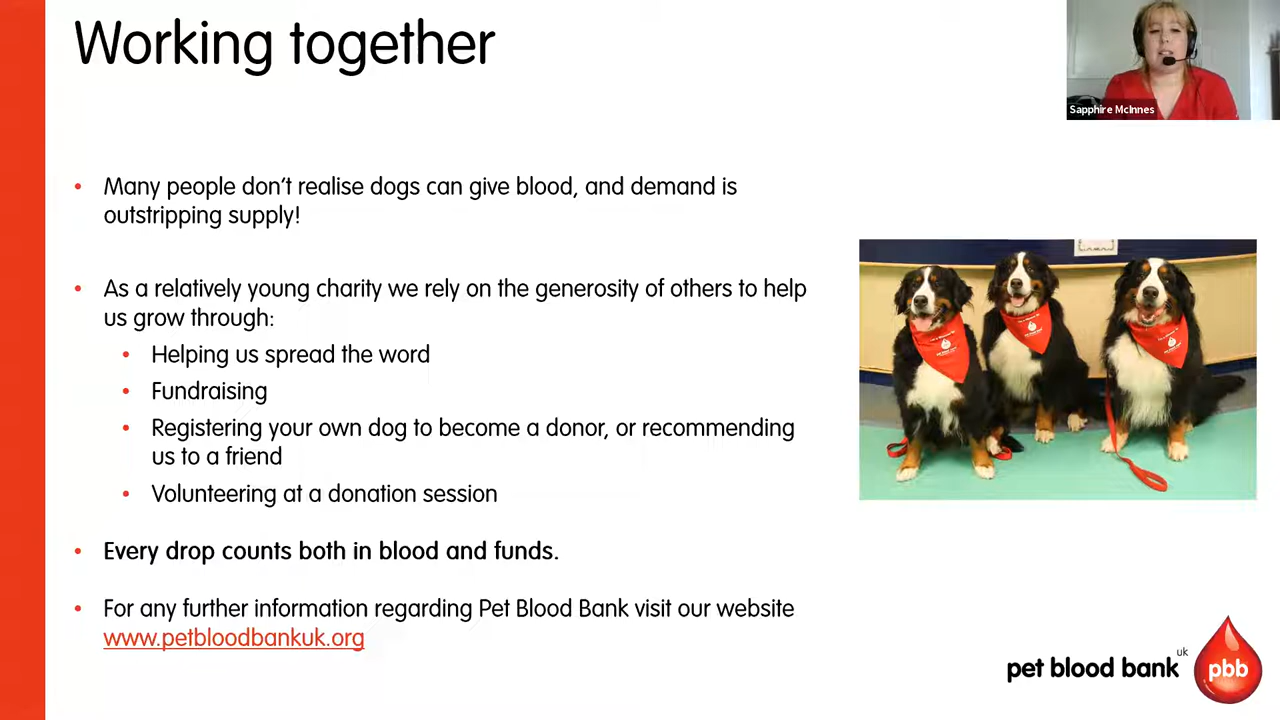 Working together
Sapphire McInnes
• Many people don't realise dogs can give blood, and demand is
outstripping supply!
• As a relatively young charity we rely on the generosity of others to help
us grow through:
• Helping us spread the word
• Fundraising
• Registering your own dog to become a donor, or recommending
us to a friend
• Volunteering at a donation session
• Every drop counts both in blood and funds.
• For any further information regarding Pet Blood Bank visit our website
www.petbloodbankuk.org
pet blood bank uk
pbb